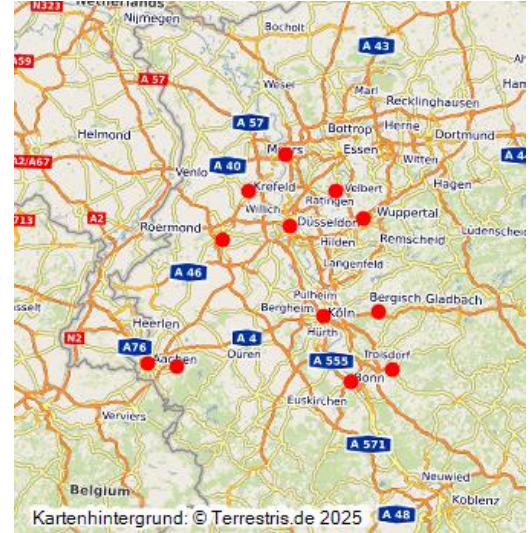 N323
Netherlands
Nijmegen
Bocholt
A 43
A59
A 57
Wesel
Marl
Recklinghausen
A 57
Bottrop
Herne
Helmond
Essen
Dortmund
A2/A67
A 40
Witten
Venlo
Krefeld
Velbert
Hagen
Ratingen
A2
Willich
Wuppertal
Roermond
Düsseldorf
Lüdenscheid
Hilden
Remscheid
Langenfeld
A 46
Pulheim
Bergisch Gladbach
Bergheim
Köln
Heerlen
Hürth
N2
A76
A 4
Aachen
Düren
A 555
Troisdorf
Bonn
Euskirchen
Verviers
A 571
Belgium
Neuwied
Koblenz
A 48
Kartenhintergrund: © Terrestris.de 2025